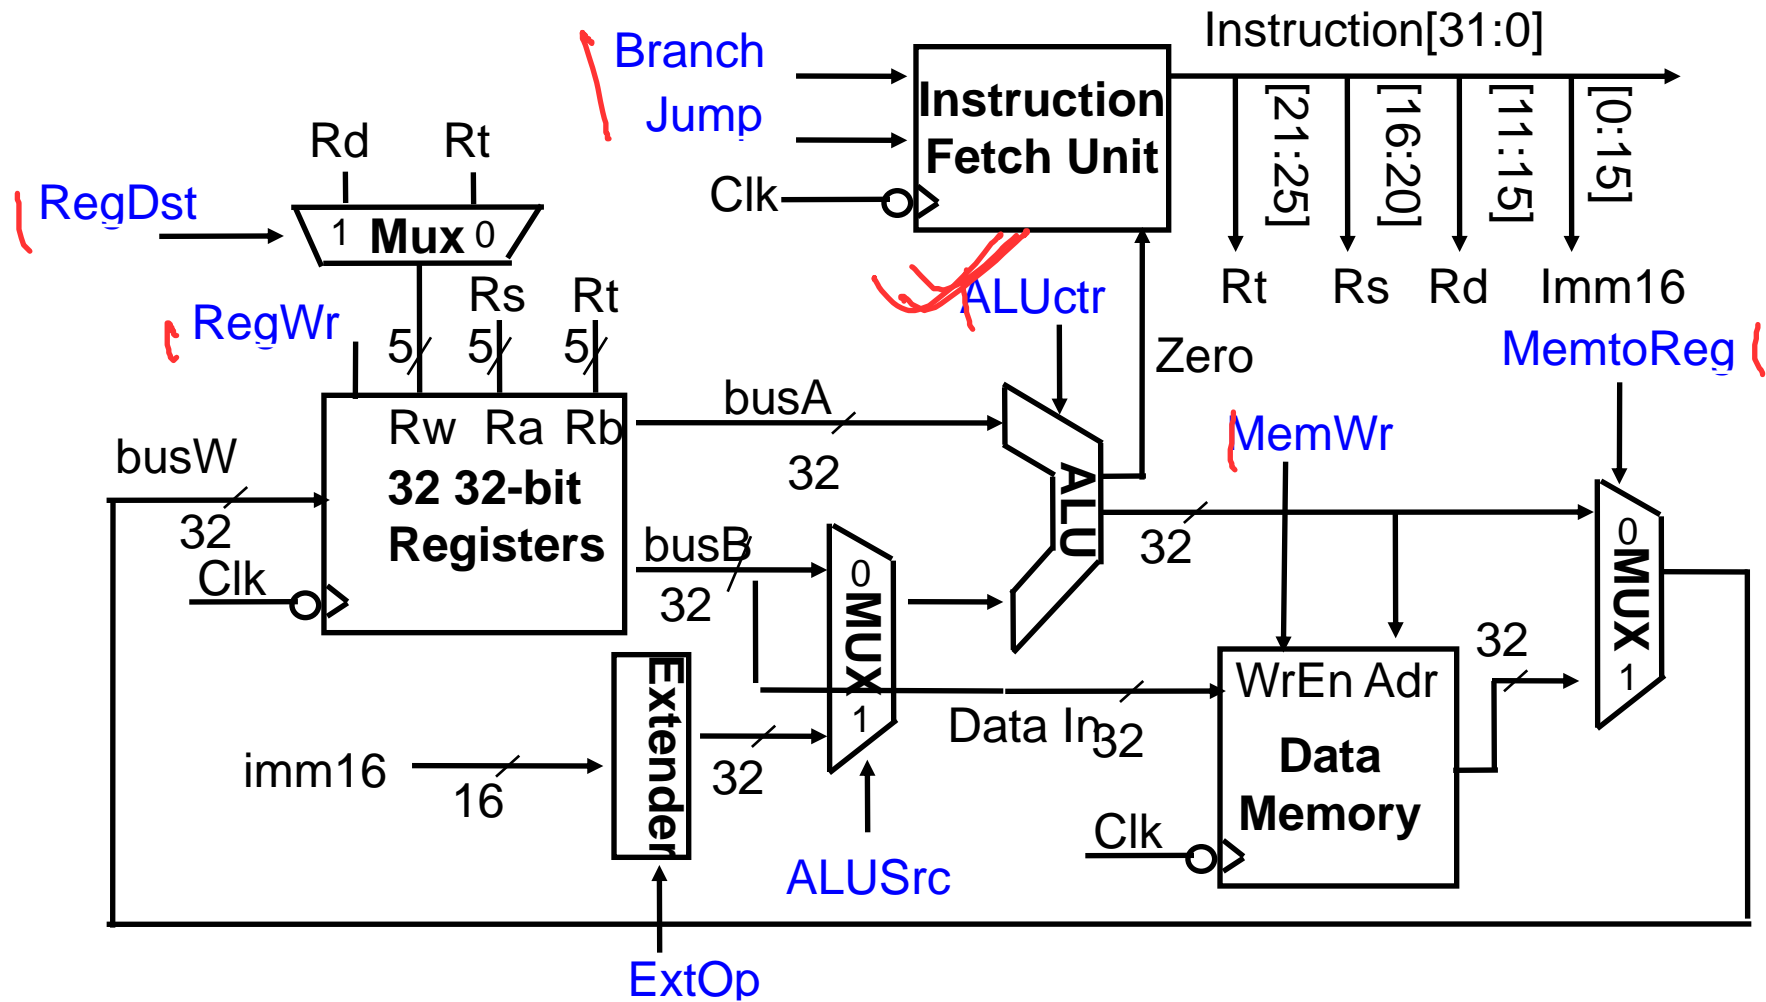 Instruction[31:0]
Branch
Jump
Instruction
Fetch Unit
Clk
[21:25]
[16:20]
[11:15]
[0:15]
Rt
Rs
Rd
Imm16
Rd
Rt
RegDst
1
Mux
0
RegWr
Rs
Rt
5
5
5
ALUctr
Zero
MemtoReg
busW
32
Rw
Ra
Rb
32 32-bit
Registers
Clk
busA
32
busB
32
0
MUX
1
ALU
MemWr
32
0
MUX
1
imm16
16
Extender
32
Data In
32
WrEn
Adr
Data
Memory
32
Clk
ALUSrc
ExtOp